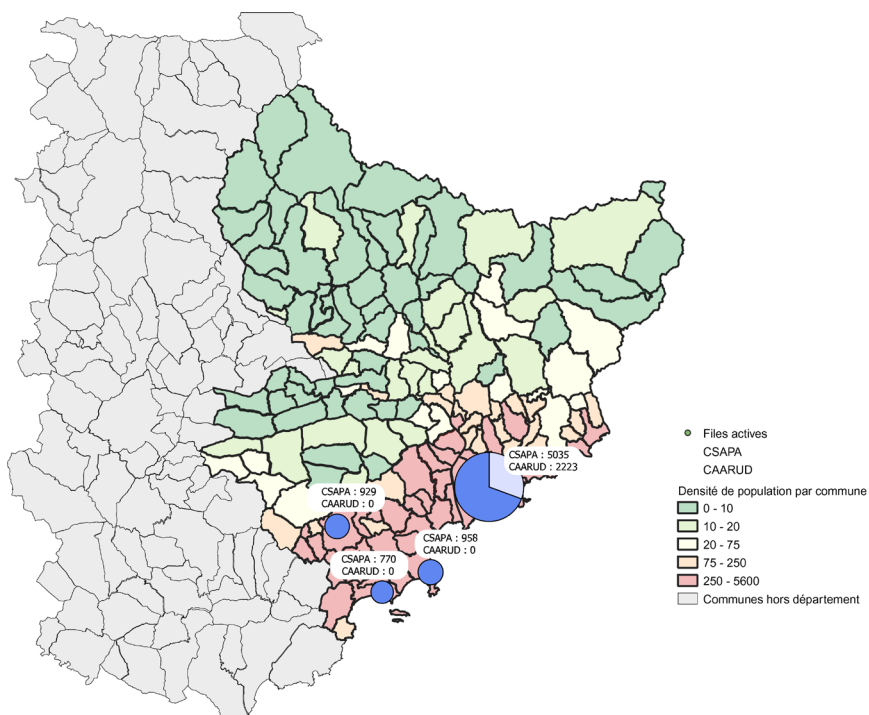 CSAPA : 5035
CAARUD : 2223
CSAPA : 929
CAARUD : 0
CSAPA : 958
CAARUD : 0
CSAPA : 770
CAARUD : 0
Files actives
CSAPA
CAARUD
Densité de population par commune
0 - 10
10 - 20
20 - 75
75 - 250
250 - 5600
Communes hors département